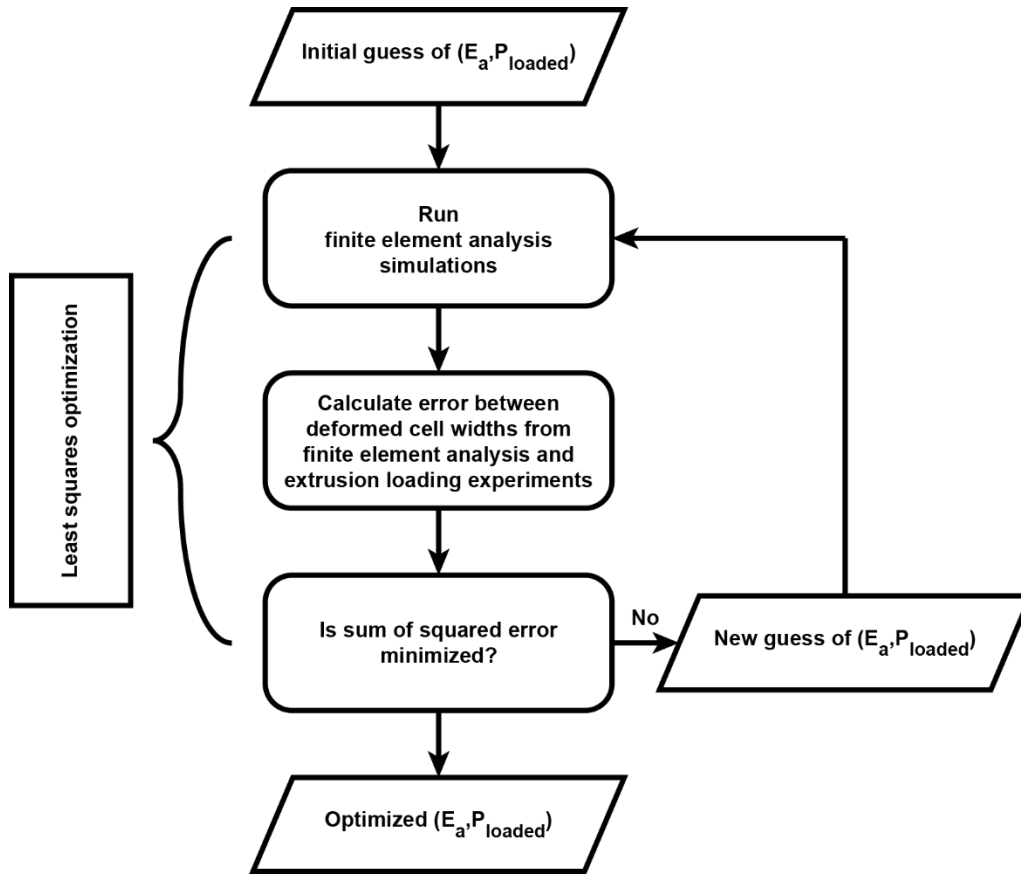 Initial guess of (Ea,Ploaded)
Run
finite element analysis
simulations
Least squares optimization
Calculate error between
deformed cell widths from
finite element analysis and
extrusion loading experiments
Is sum of squared error
minimized?
No
New guess of (Ea,Ploaded)
Optimized (Ea,Ploaded)